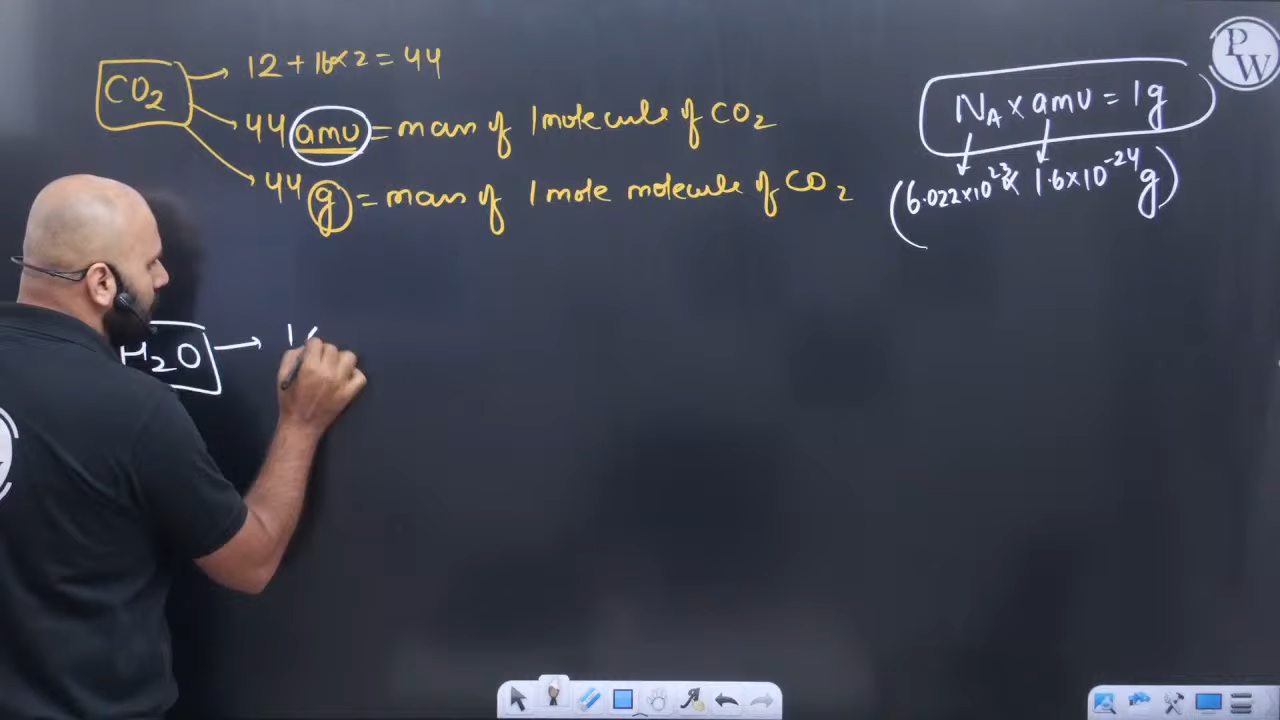 CO2
12 + 16×2 = 44
44 amu = mass of 1 molecule of CO2
44 g = mass of 1 mole molecule of CO2
NA × amu = 1g
(6.022×10^23 × 1.6×10^-24 g)
PW
H2O